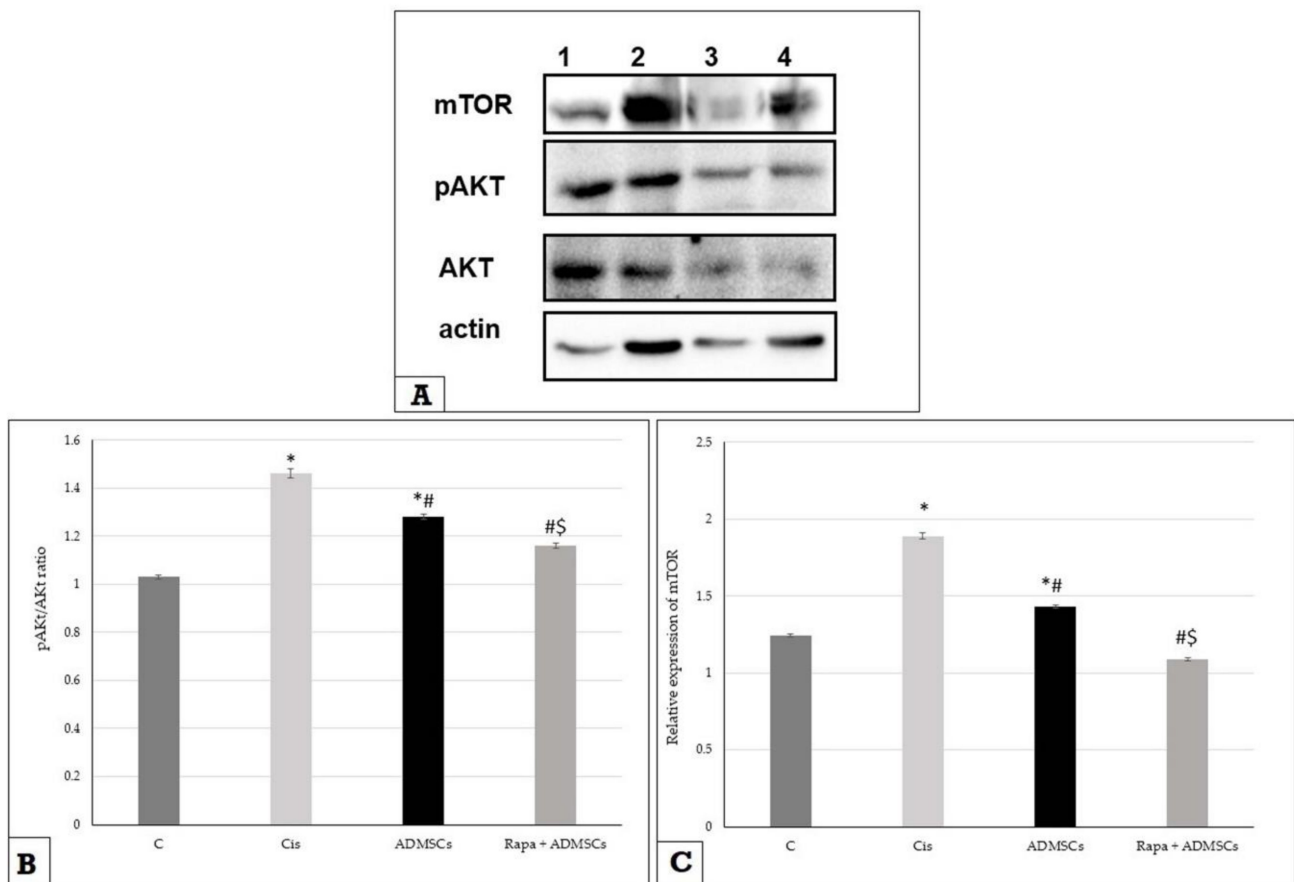 1 2 3 4
mTOR
pAKT
AKT
actin
A
1.6
1.4
1.2
1
0.8
0.6
0.4
0.2
0
pAKt/AKt ratio
*
*#
#$
C Cis ADMSCs Rapa + ADMSCs
B
2.5
2
1.5
1
0.5
0
Relative expression of mTOR
*
*#
#$
C Cis ADMSCs Rapa + ADMSCs
C